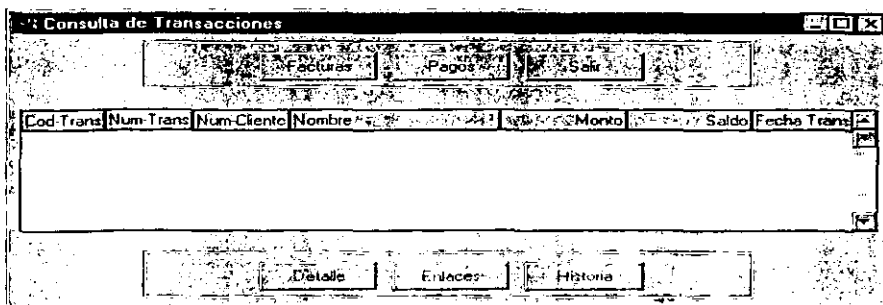 Consulta de Transacciones
Facturas Pagos Salir
Cod-Trans Num-Trans Num-Cliente Nombre Monto Saldo Fecha Trans
Detalle Enlaces Historia